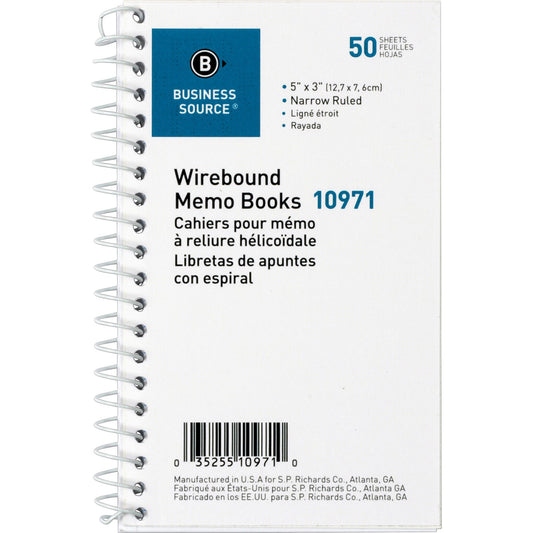 50 SHEETS
FEUILLES
HOJAS
B
BUSINESS
SOURCE®
• 5" x 3" (12,7 x 7, 6cm)
• Narrow Ruled
• Ligné étroit
• Rayada
Wirebound
Memo Books 10971
Cahiers pour mémo
à reliure hélicoïdale
Libretas de apuntes
con espiral
0 35255 10971 0
Manufactured in U.S.A for S.P. Richards Co., Atlanta, GA
Fabriqué aux États-Unis pour S.P. Richards Co., Atlanta, GA
Fabricado en los EE.UU. para S.P. Richards Co., Atlanta, GA